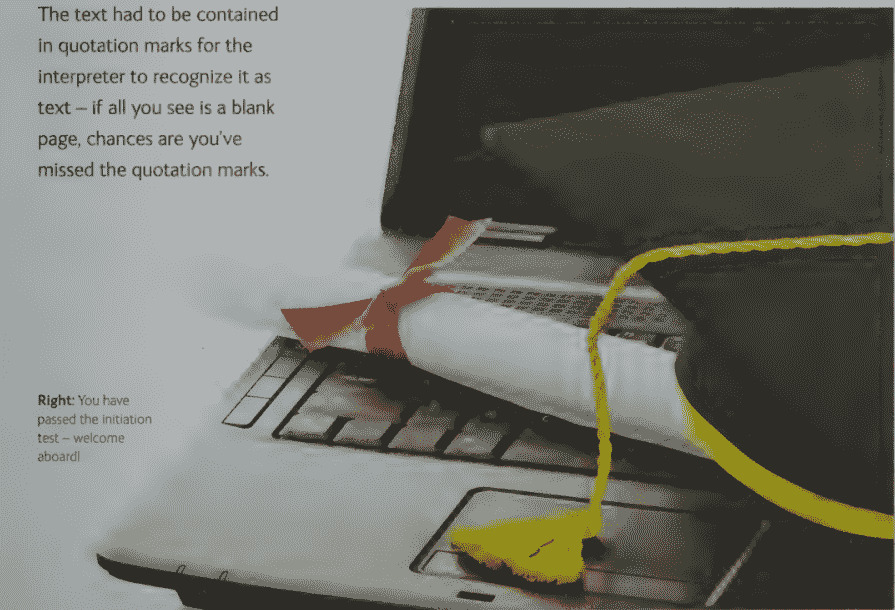 The text had to be contained
in quotation marks for the
interpreter to recognize it as
text – if all you see is a blank
page, chances are you've
missed the quotation marks.
Right: You have
passed the initiation
test – welcome
aboard!